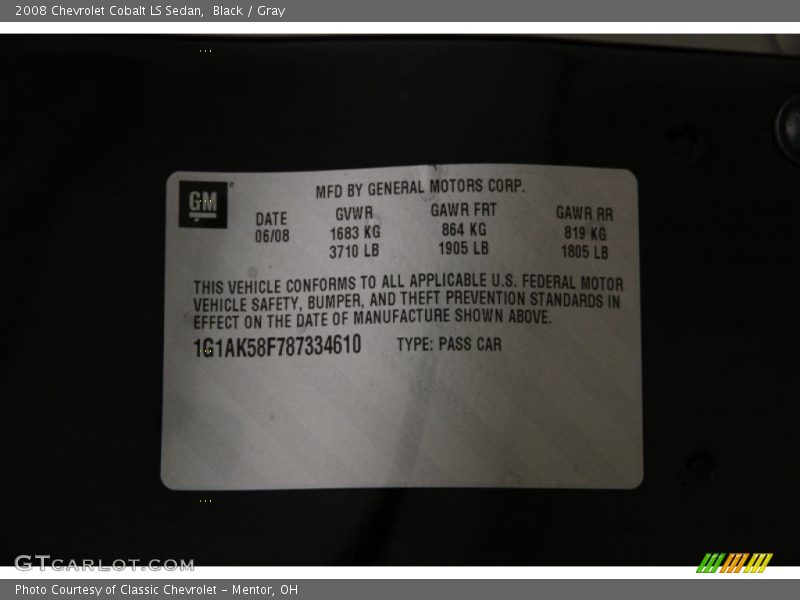 2008 Chevrolet Cobalt LS Sedan, Black / Gray
GM
MFD BY GENERAL MOTORS CORP.
DATE GVWR GAWR FRT GAWR RR
06/08 1683 KG 864 KG 819 KG
3710 LB 1905 LB 1805 LB
THIS VEHICLE CONFORMS TO ALL APPLICABLE U.S. FEDERAL MOTOR
VEHICLE SAFETY, BUMPER, AND THEFT PREVENTION STANDARDS IN
EFFECT ON THE DATE OF MANUFACTURE SHOWN ABOVE.
1G1AK58F787334610 TYPE: PASS CAR
GTCARLOT.COM
Photo Courtesy of Classic Chevrolet - Mentor, OH